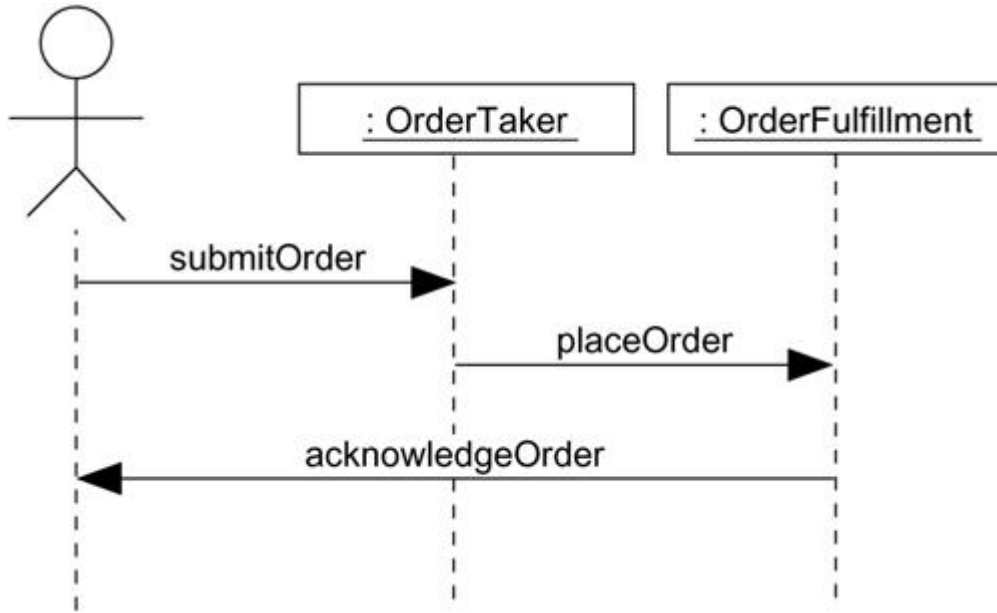 : OrderTaker
: OrderFulfillment
submitOrder
placeOrder
acknowledgeOrder